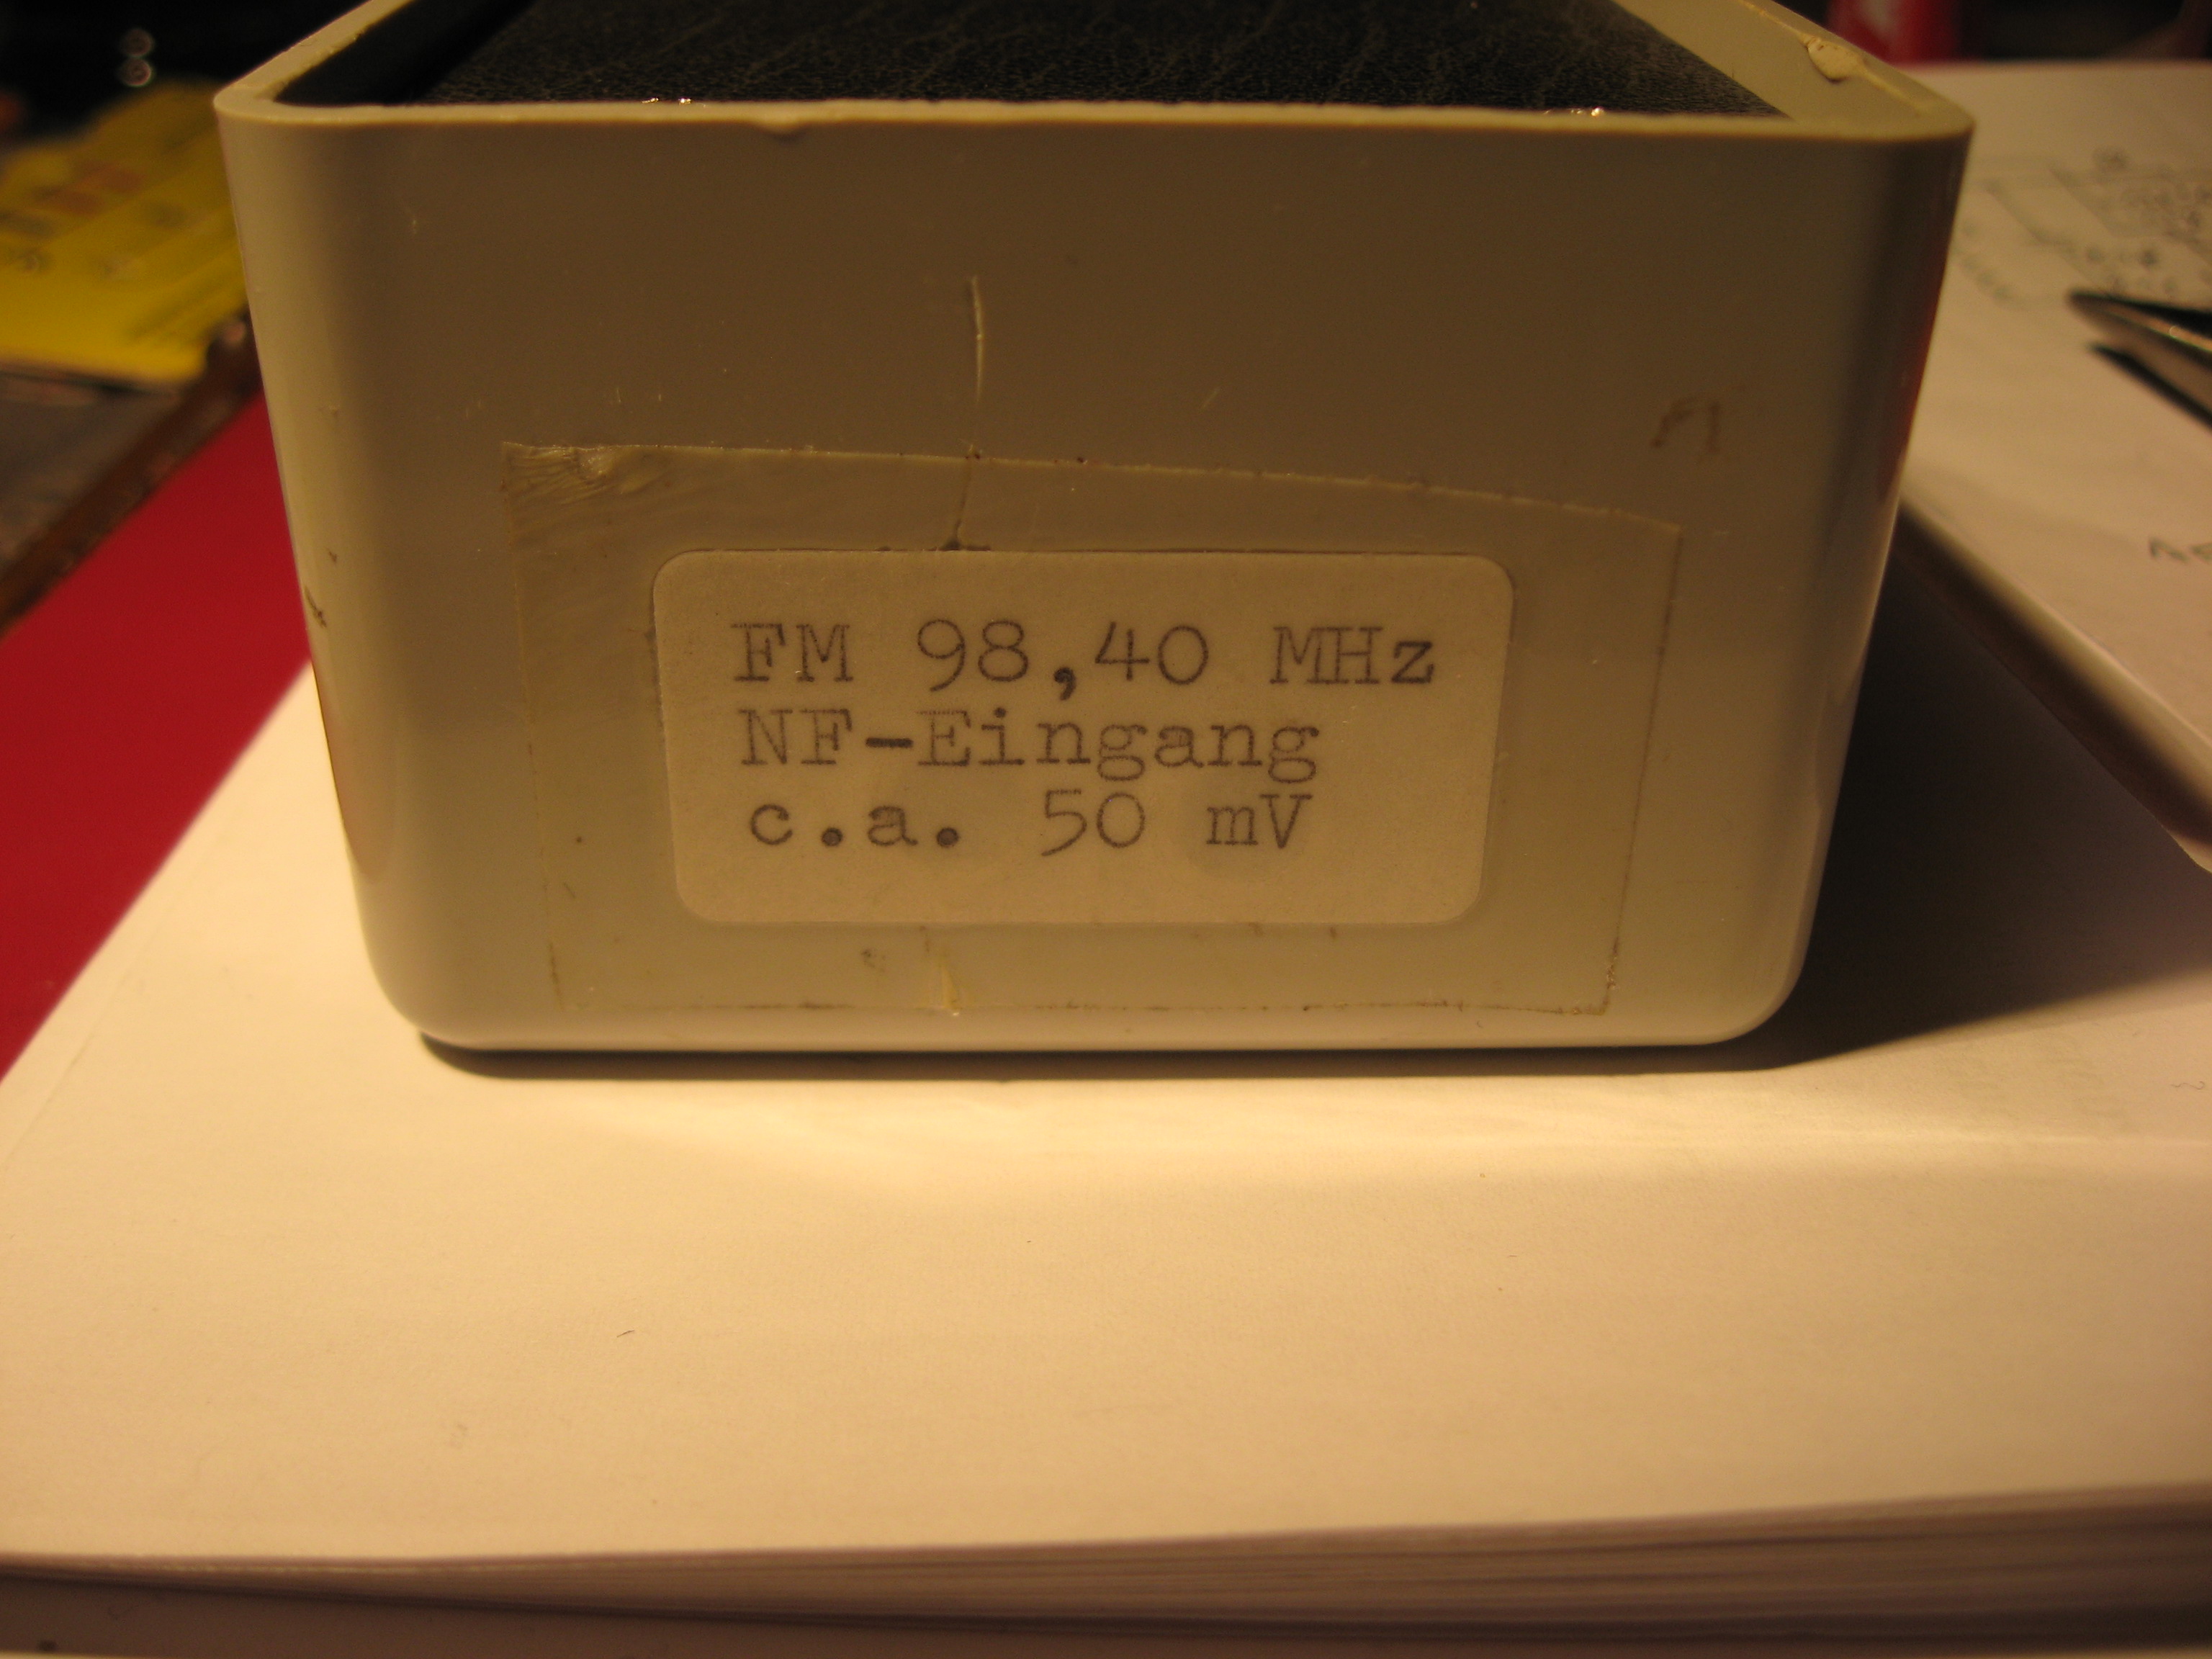 FM 98,40 MHz
NF-Eingang
c.a. 50 mV